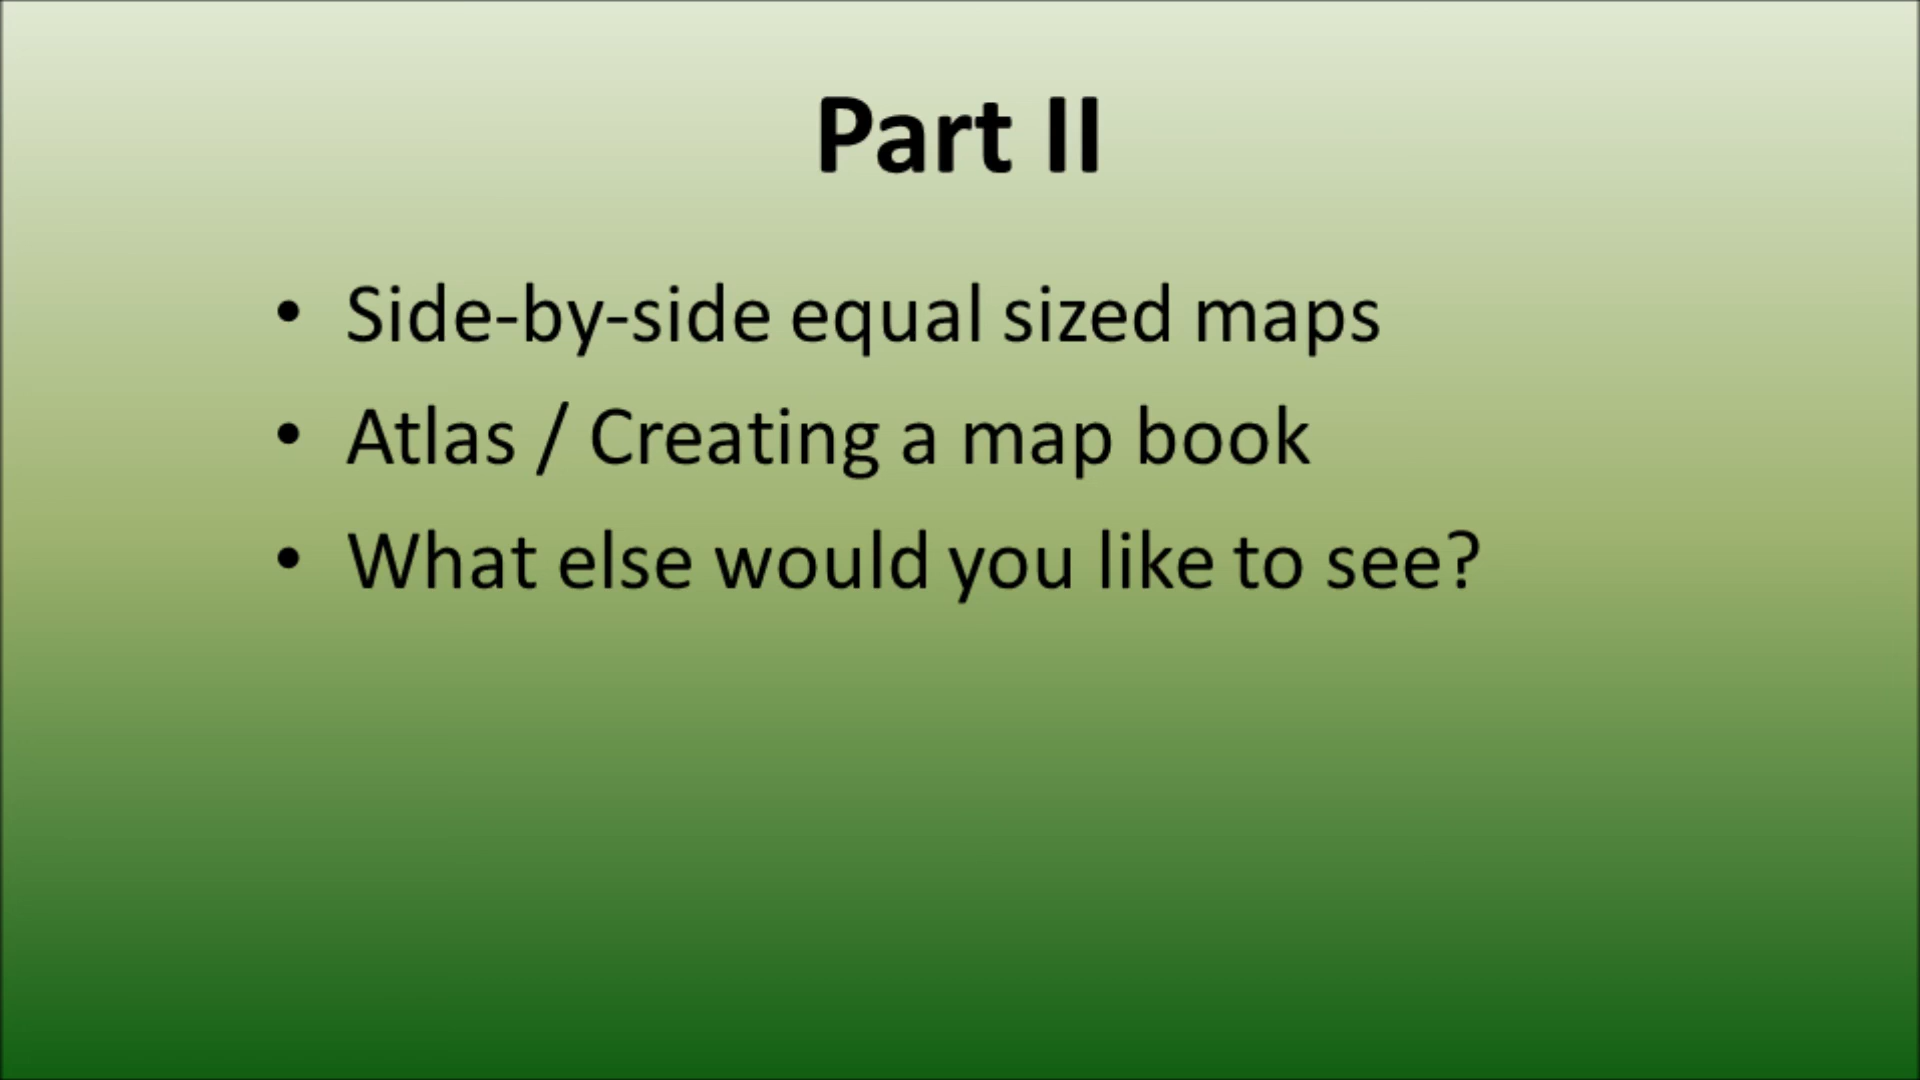 Part II
• Side-by-side equal sized maps
• Atlas / Creating a map book
• What else would you like to see?